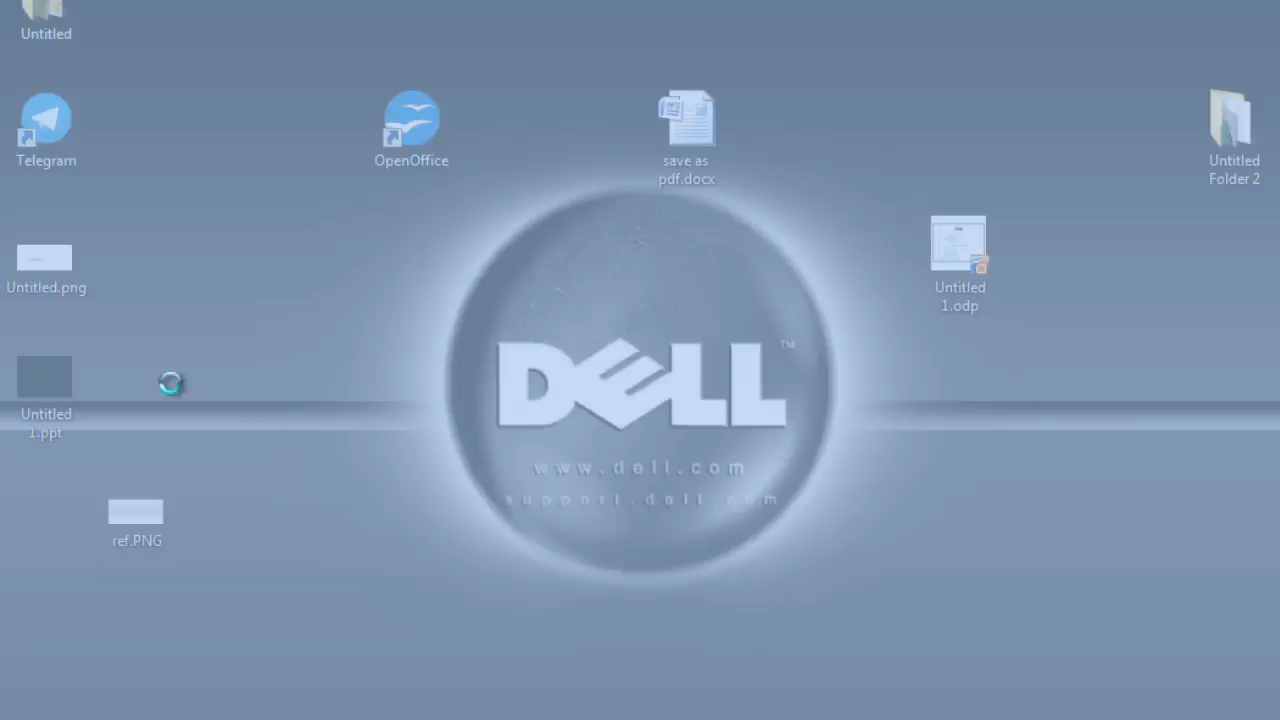 Untitled
Telegram
OpenOffice
save as
pdf.docx
Untitled
Folder 2
Untitled.png
Untitled
1.odp
DELL™
www.dell.com
support.dell.com
Untitled
1.ppt
ref.PNG